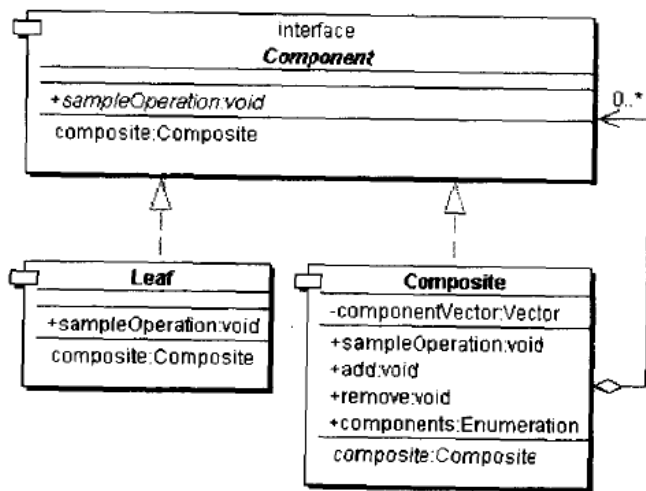 interface
Component
+sampleOperation:void
composite:Composite
0..*
Leaf
+sampleOperation:void
composite:Composite
Composite
-componentVector:Vector
+sampleOperation:void
+add:void
+remove:void
+components:Enumeration
composite:Composite